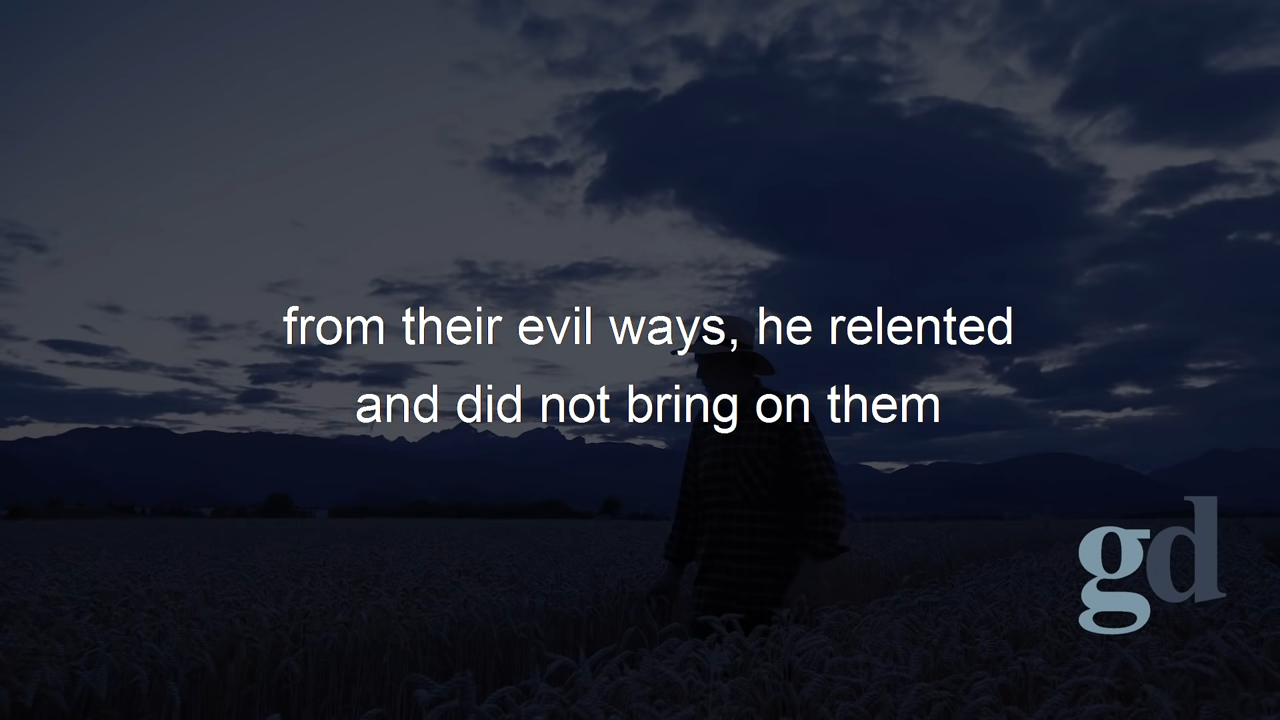 from their evil ways, he relented
and did not bring on them
gd